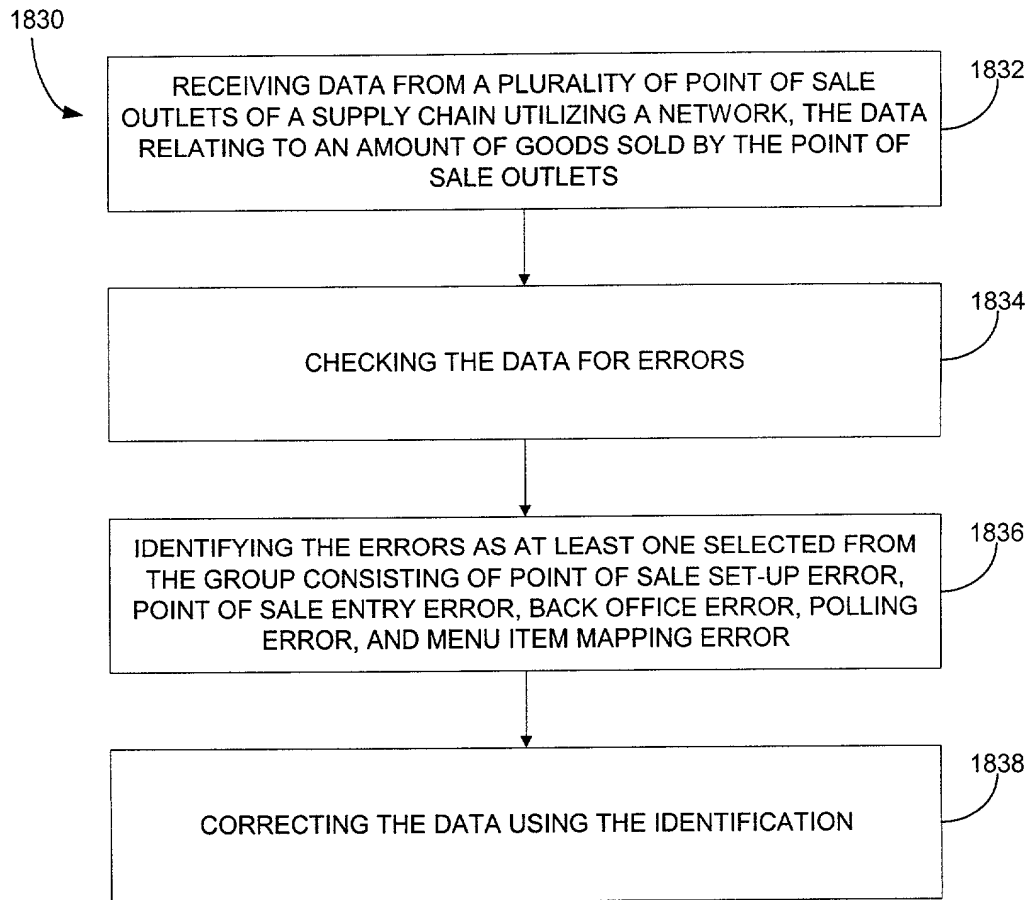 1830
1832
RECEIVING DATA FROM A PLURALITY OF POINT OF SALE
OUTLETS OF A SUPPLY CHAIN UTILIZING A NETWORK, THE DATA
RELATING TO AN AMOUNT OF GOODS SOLD BY THE POINT OF
SALE OUTLETS
1834
CHECKING THE DATA FOR ERRORS
1836
IDENTIFYING THE ERRORS AS AT LEAST ONE SELECTED FROM
THE GROUP CONSISTING OF POINT OF SALE SET-UP ERROR,
POINT OF SALE ENTRY ERROR, BACK OFFICE ERROR, POLLING
ERROR, AND MENU ITEM MAPPING ERROR
1838
CORRECTING THE DATA USING THE IDENTIFICATION